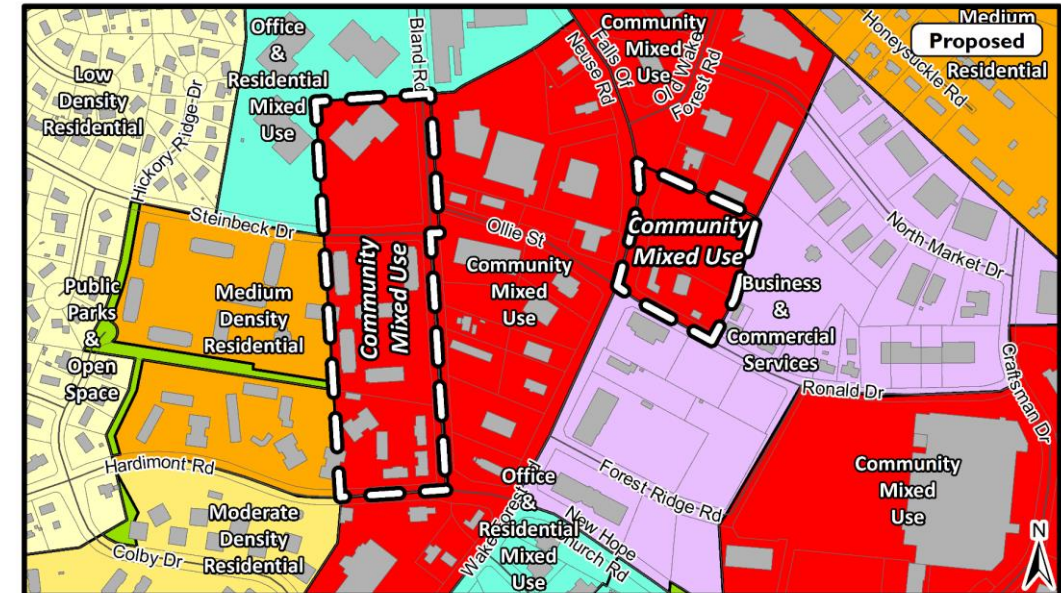 Office
&
Residential
Mixed
Use
Bland Rd
Community
Mixed
Use
Neuse Rd
Falls Of
Old Wake
Forest Rd
Medium
Residential
Honeysuckle Rd
Proposed
Low
Density
Residential
Hickory Ridge Dr
Steinbeck Dr
Ollie St
Community
Mixed Use
Community
Mixed Use
Community
Mixed
Use
North Market Dr
Public
Parks
&
Open
Space
Medium
Density
Residential
Business
&
Commercial
Services
Ronald Dr
Craftsman Dr
Hardimont Rd
Forest Ridge Rd
Community
Mixed
Use
Office
&
Residential
Mixed
Use
New Hope
Church Rd
Moderate
Density
Residential
Colby Dr
N